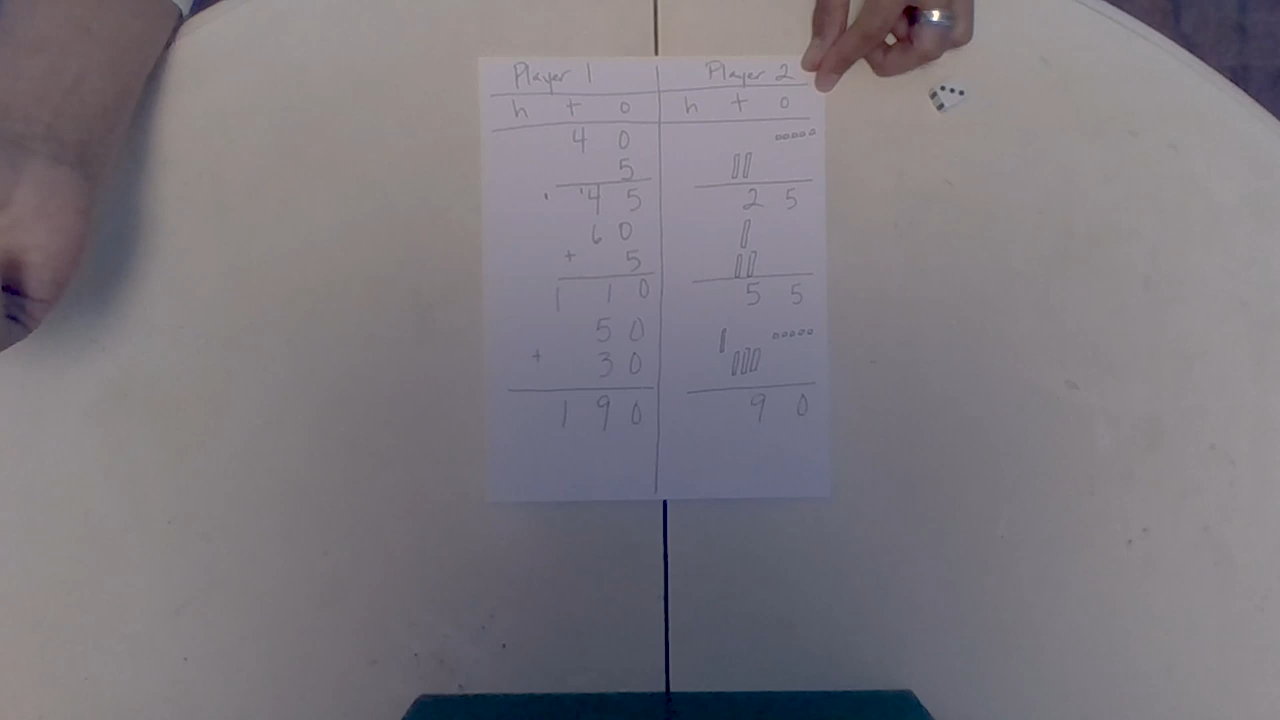 Player 1 Player 2
h t o h t o
4 0
5
1 4 5 2 5
6 0
+ 5
1 1 0 5 5
5 0
+ 3 0
1 9 0 9 0